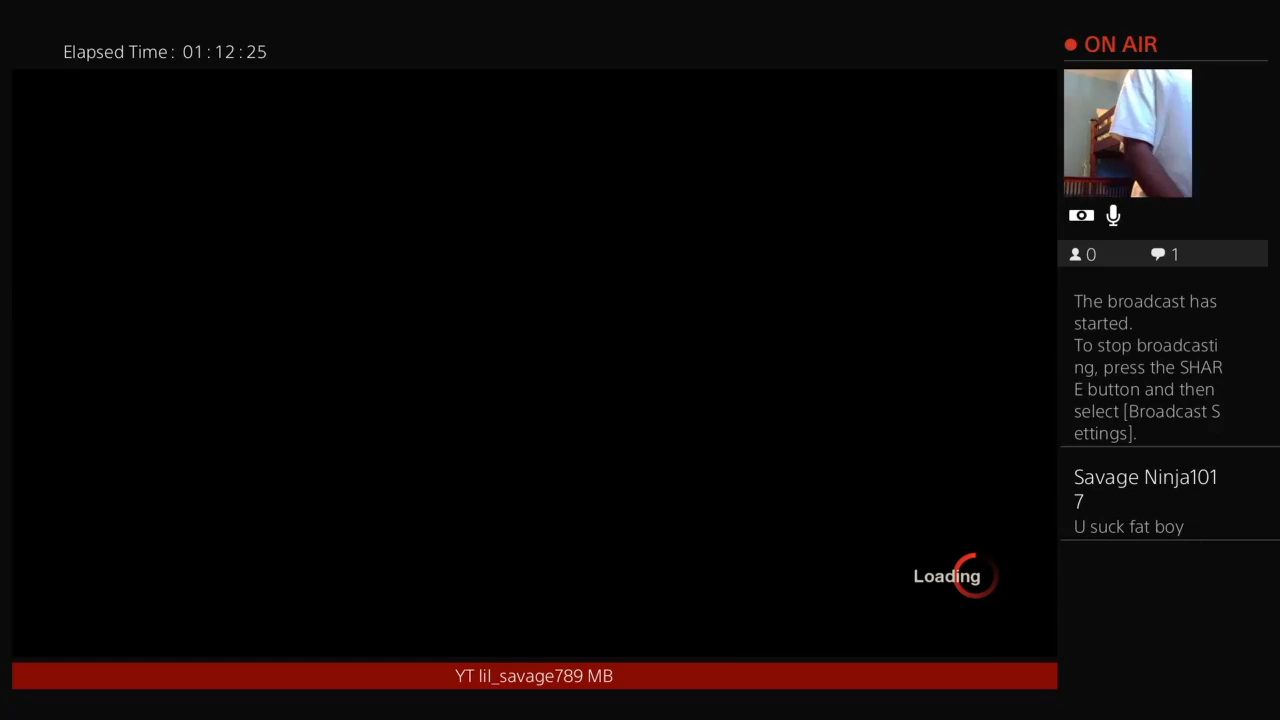 Elapsed Time: 01:12:25
ON AIR
0 1
The broadcast has
started.
To stop broadcasti
ng, press the SHAR
E button and then
select [Broadcast S
ettings].
Savage Ninja101
7
U suck fat boy
Loading
YT lil_savage789 MB